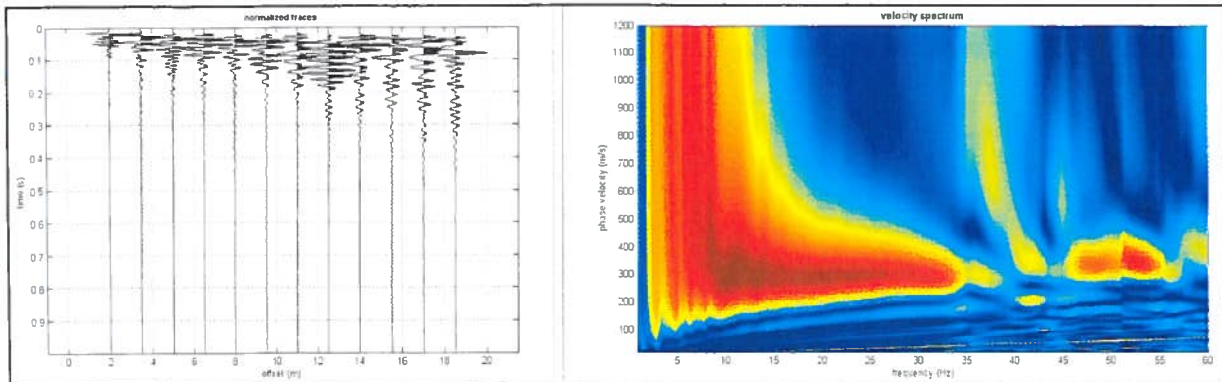 normalized traces
0
0.1
0.2
0.3
0.4
0.5
0.6
0.7
0.8
0.9
time (s)
0 2 4 6 8 10 12 14 16 18 20
offset (m)
velocity spectrum
1200
1100
1000
900
800
700
600
500
400
300
200
100
phase velocity (m/s)
5 10 15 20 25 30 35 40 45 50 55 60
frequency (Hz)